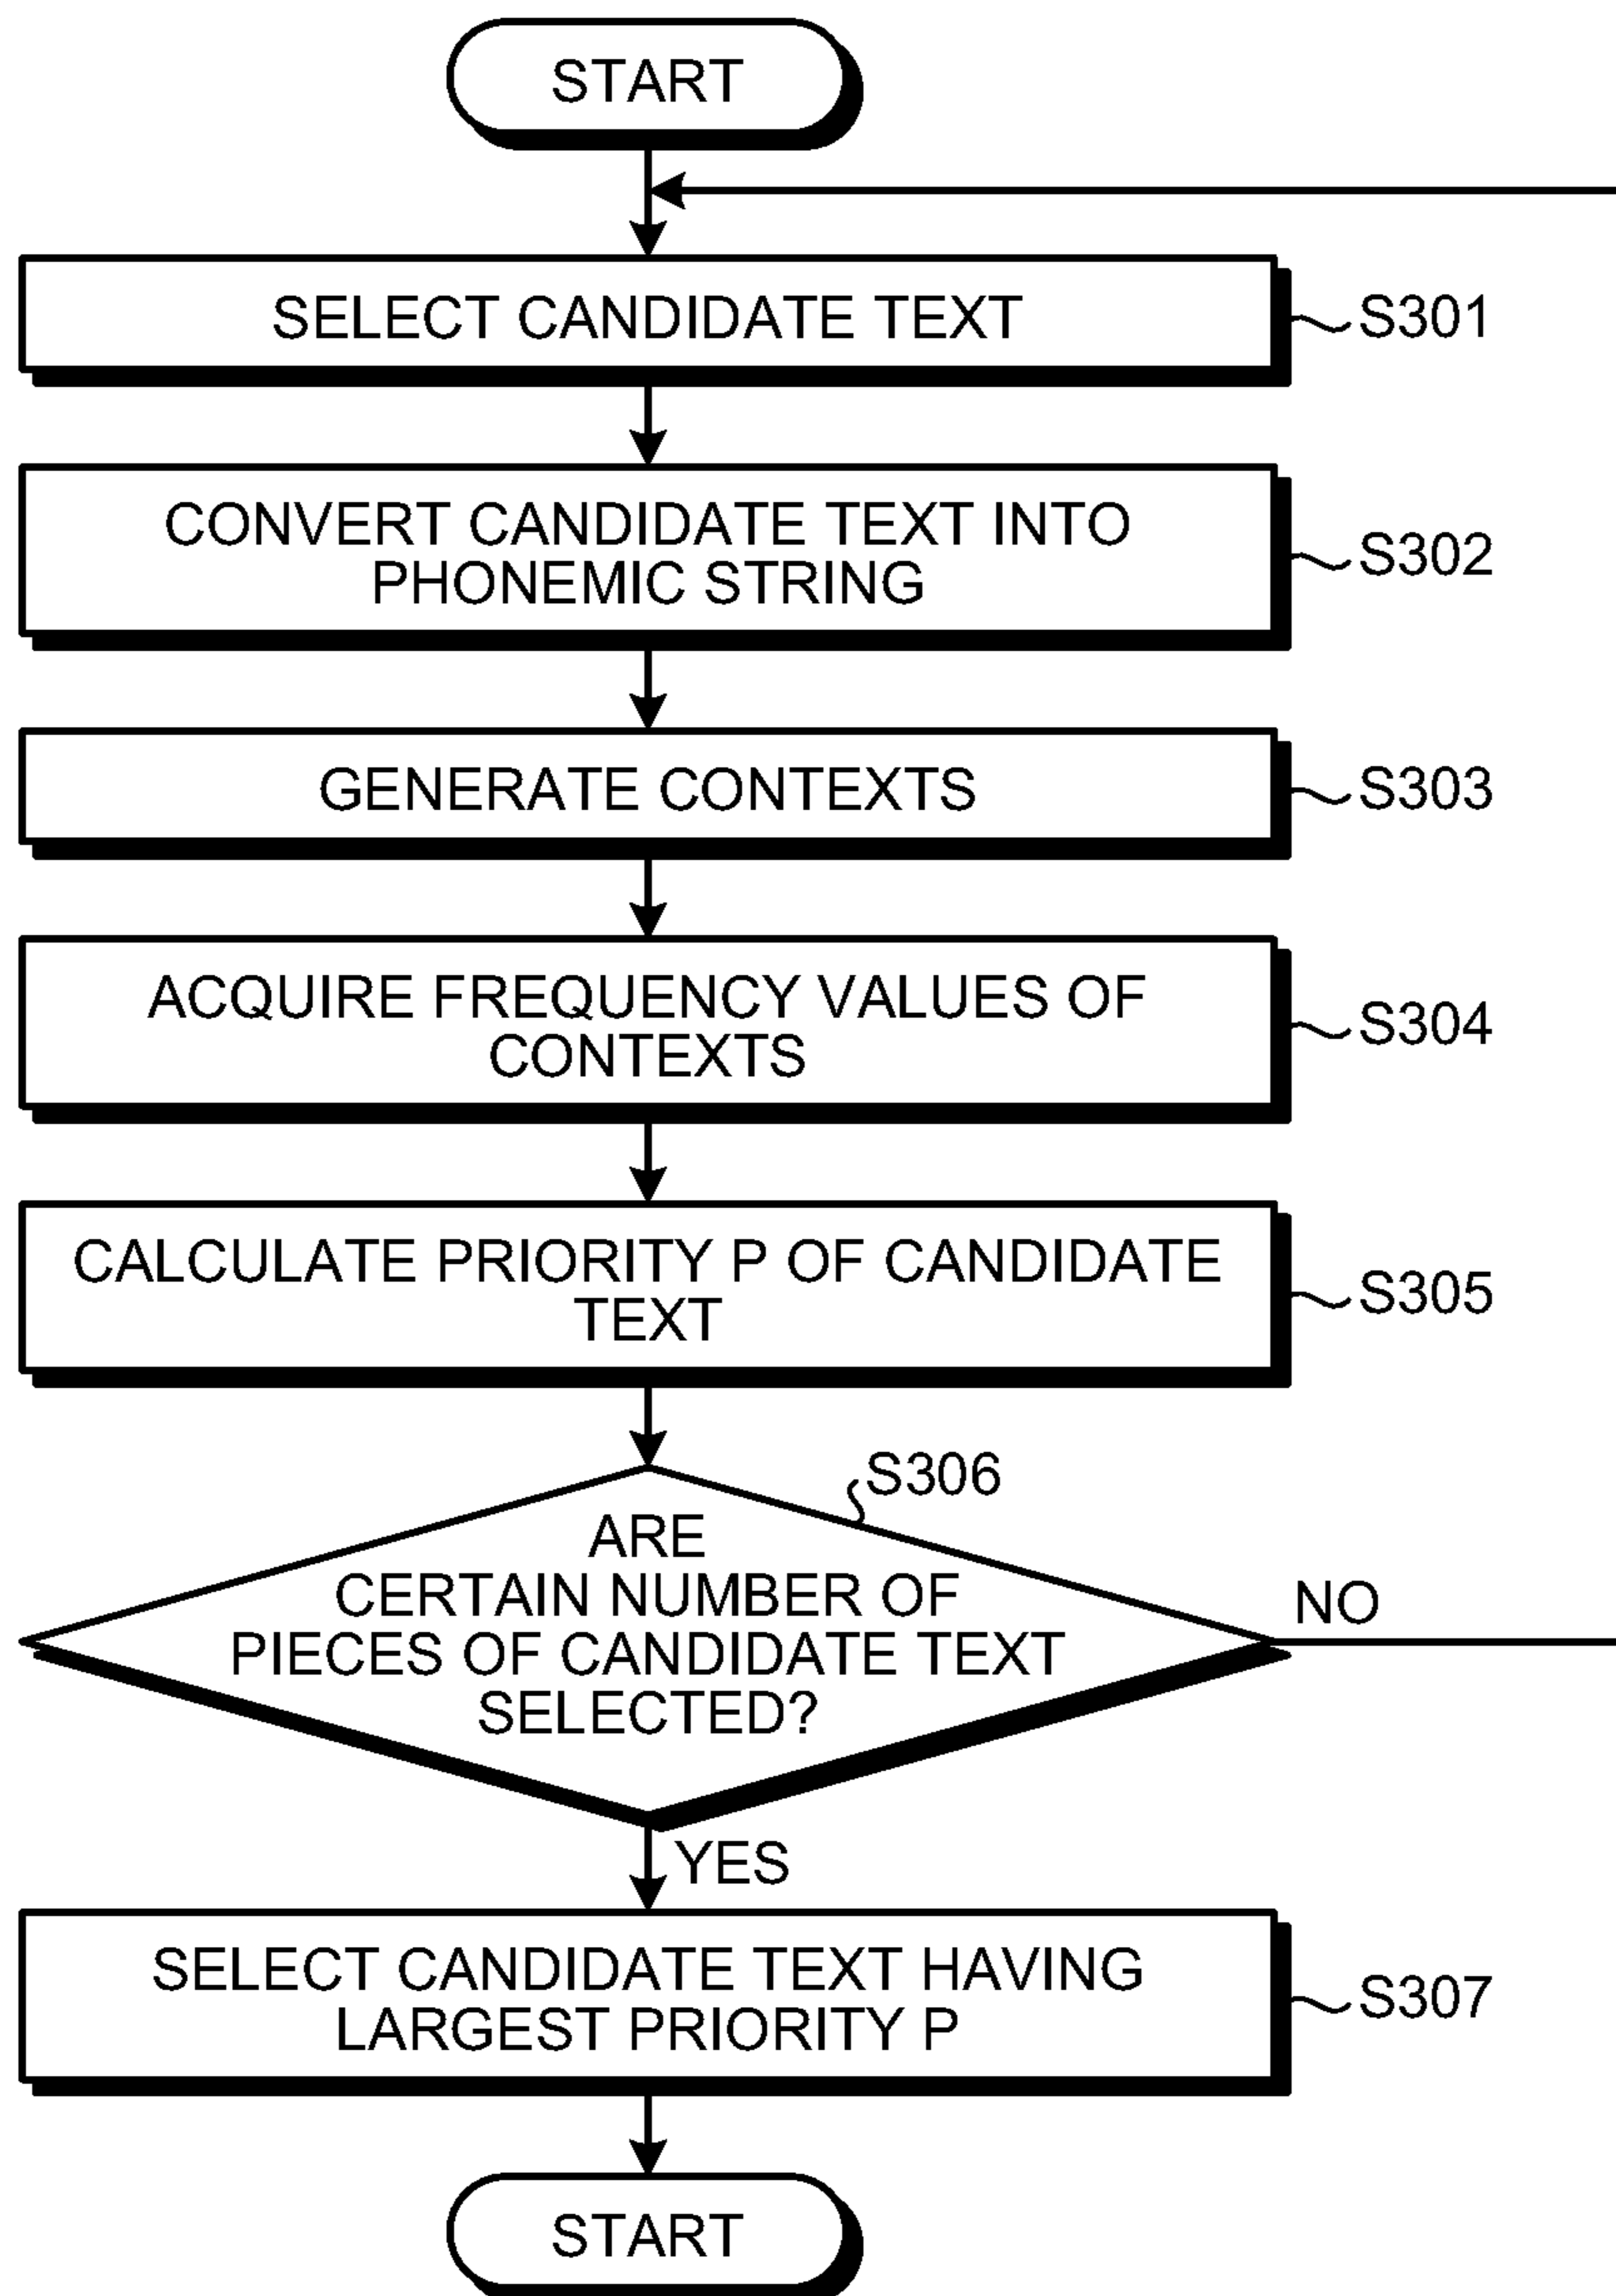 START
SELECT CANDIDATE TEXT
S301
CONVERT CANDIDATE TEXT INTO
PHONEMIC STRING
S302
GENERATE CONTEXTS
S303
ACQUIRE FREQUENCY VALUES OF
CONTEXTS
S304
CALCULATE PRIORITY P OF CANDIDATE
TEXT
S305
S306
ARE
CERTAIN NUMBER OF
PIECES OF CANDIDATE TEXT
SELECTED?
NO
YES
SELECT CANDIDATE TEXT HAVING
LARGEST PRIORITY P
S307
START